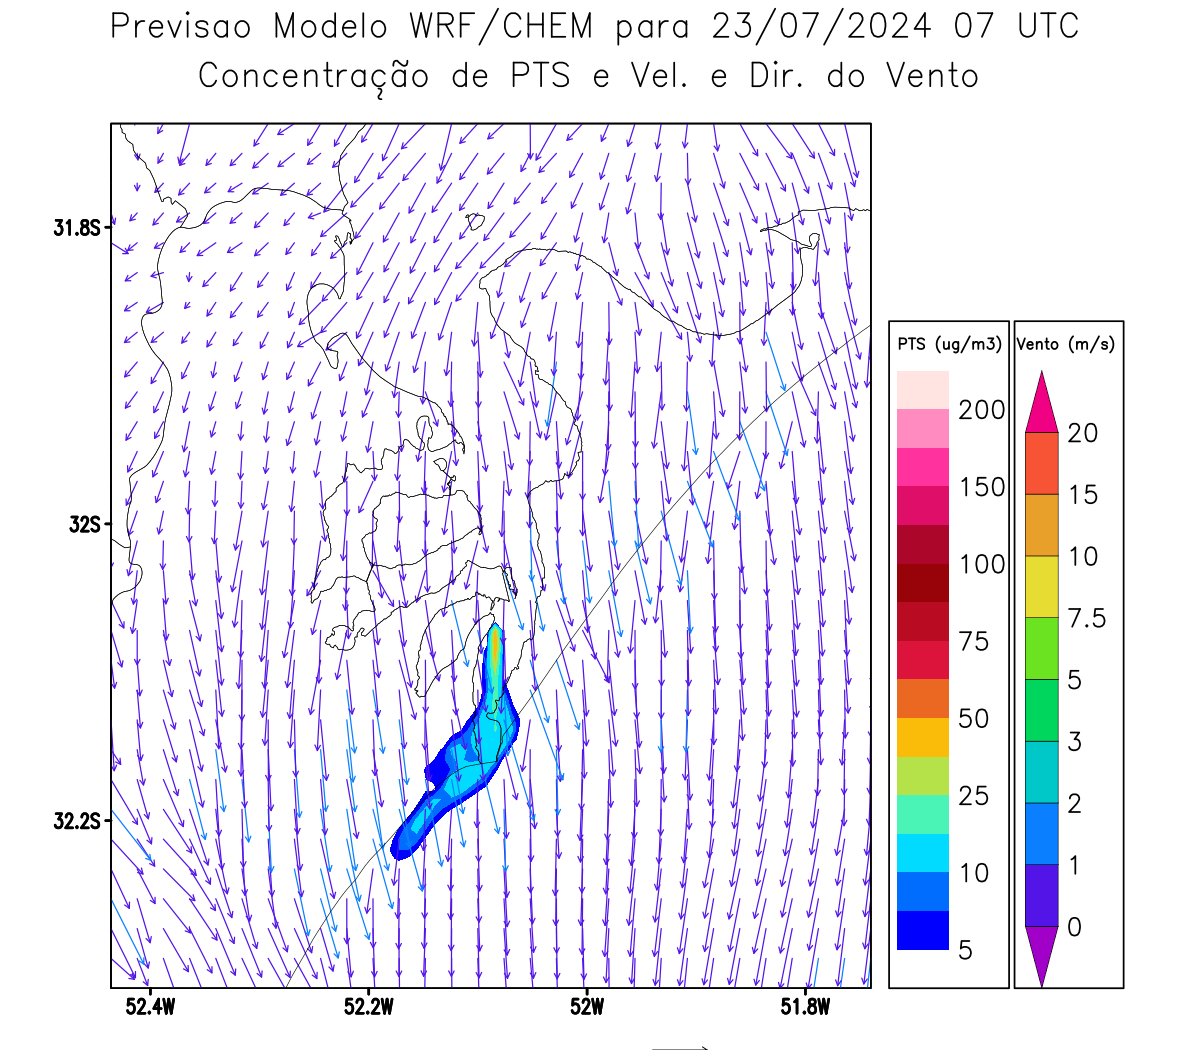 Previsao Modelo WRF/CHEM para 23/07/2024 07 UTC
Concentração de PTS e Vel. e Dir. do Vento
31.8S
32S
32.2S
52.4W 52.2W 52W 51.8W
PTS (ug/m3)
200
150
100
75
50
25
10
5
Vento (m/s)
20
15
10
7.5
5
3
2
1
0